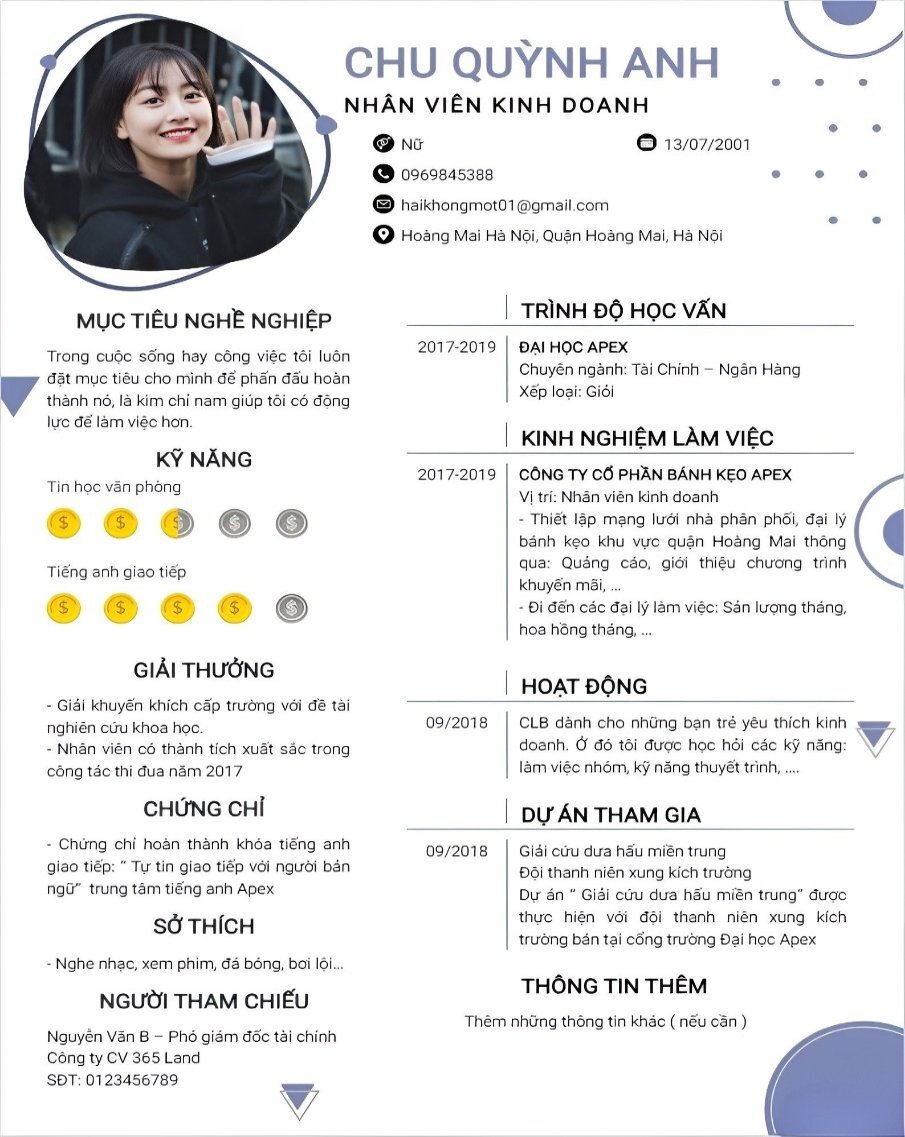 CHU QUỲNH ANH
NHÂN VIÊN KINH DOANH
Nữ
13/07/2001
0969845388
haikhongmot01@gmail.com
Hoàng Mai Hà Nội, Quận Hoàng Mai, Hà Nội
MỤC TIÊU NGHỀ NGHIỆP
Trong cuộc sống hay công việc tôi luôn
đặt mục tiêu cho mình để phấn đấu hoàn
thành nó, là kim chỉ nam giúp tôi có động
lực để làm việc hơn.
KỸ NĂNG
Tin học văn phòng
$ $ $ $ $
Tiếng anh giao tiếp
$ $ $ $ $
GIẢI THƯỞNG
- Giải khuyến khích cấp trường với đề tài
nghiên cứu khoa học.
- Nhân viên có thành tích xuất sắc trong
công tác thi đua năm 2017
CHỨNG CHỈ
- Chứng chỉ hoàn thành khóa tiếng anh
giao tiếp: “ Tự tin giao tiếp với người bản
ngữ” trung tâm tiếng anh Apex
SỞ THÍCH
- Nghe nhạc, xem phim, đá bóng, bơi lội...
NGƯỜI THAM CHIẾU
Nguyễn Văn B – Phó giám đốc tài chính
Công ty CV 365 Land
SĐT: 0123456789
TRÌNH ĐỘ HỌC VẤN
2017-2019
ĐẠI HỌC APEX
Chuyên ngành: Tài Chính – Ngân Hàng
Xếp loại: Giỏi
KINH NGHIỆM LÀM VIỆC
2017-2019
CÔNG TY CỔ PHẦN BÁNH KẸO APEX
Vị trí: Nhân viên kinh doanh
- Thiết lập mạng lưới nhà phân phối, đại lý
bánh kẹo khu vực quận Hoàng Mai thông
qua: Quảng cáo, giới thiệu chương trình
khuyến mãi, ...
- Đi đến các đại lý làm việc: Sản lượng tháng,
hoa hồng tháng, ...
HOẠT ĐỘNG
09/2018
CLB dành cho những bạn trẻ yêu thích kinh
doanh. Ở đó tôi được học hỏi các kỹ năng:
làm việc nhóm, kỹ năng thuyết trình, ....
DỰ ÁN THAM GIA
09/2018
Giải cứu dưa hấu miền trung
Đội thanh niên xung kích trường
Dự án “ Giải cứu dưa hấu miền trung” được
thực hiện với đội thanh niên xung kích
trường bán tại cổng trường Đại học Apex
THÔNG TIN THÊM
Thêm những thông tin khác ( nếu cần )